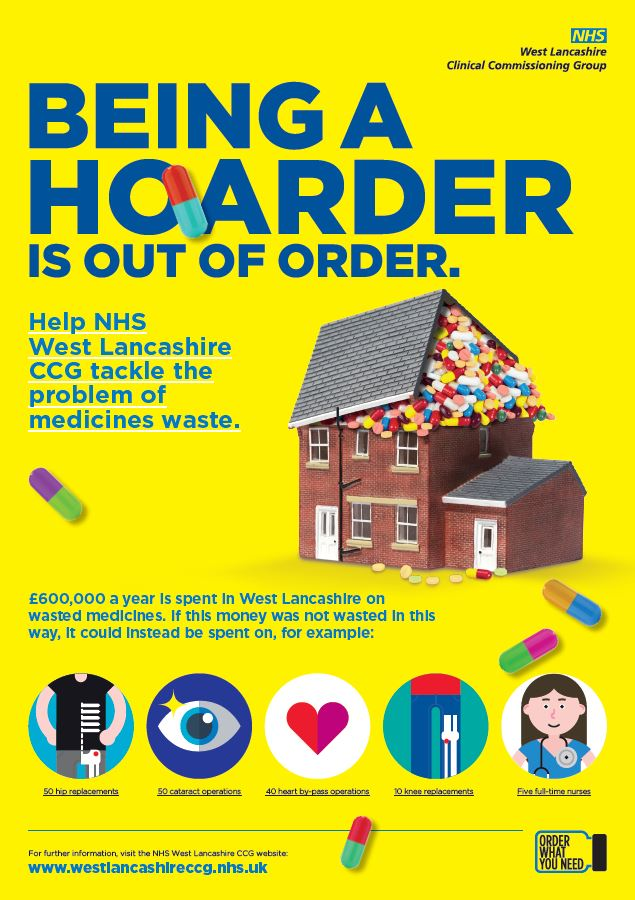 NHS
West Lancashire
Clinical Commissioning Group
BEING A
HOARDER
IS OUT OF ORDER.
Help NHS
West Lancashire
CCG tackle the
problem of
medicines waste.
£600,000 a year is spent in West Lancashire on
wasted medicines. If this money was not wasted in this
way, it could instead be spent on, for example:
50 hip replacements
50 cataract operations
40 heart by-pass operations
10 knee replacements
Five full-time nurses
For further information, visit the NHS West Lancashire CCG website:
www.westlancashireccg.nhs.uk
ORDER
WHAT
YOU NEED